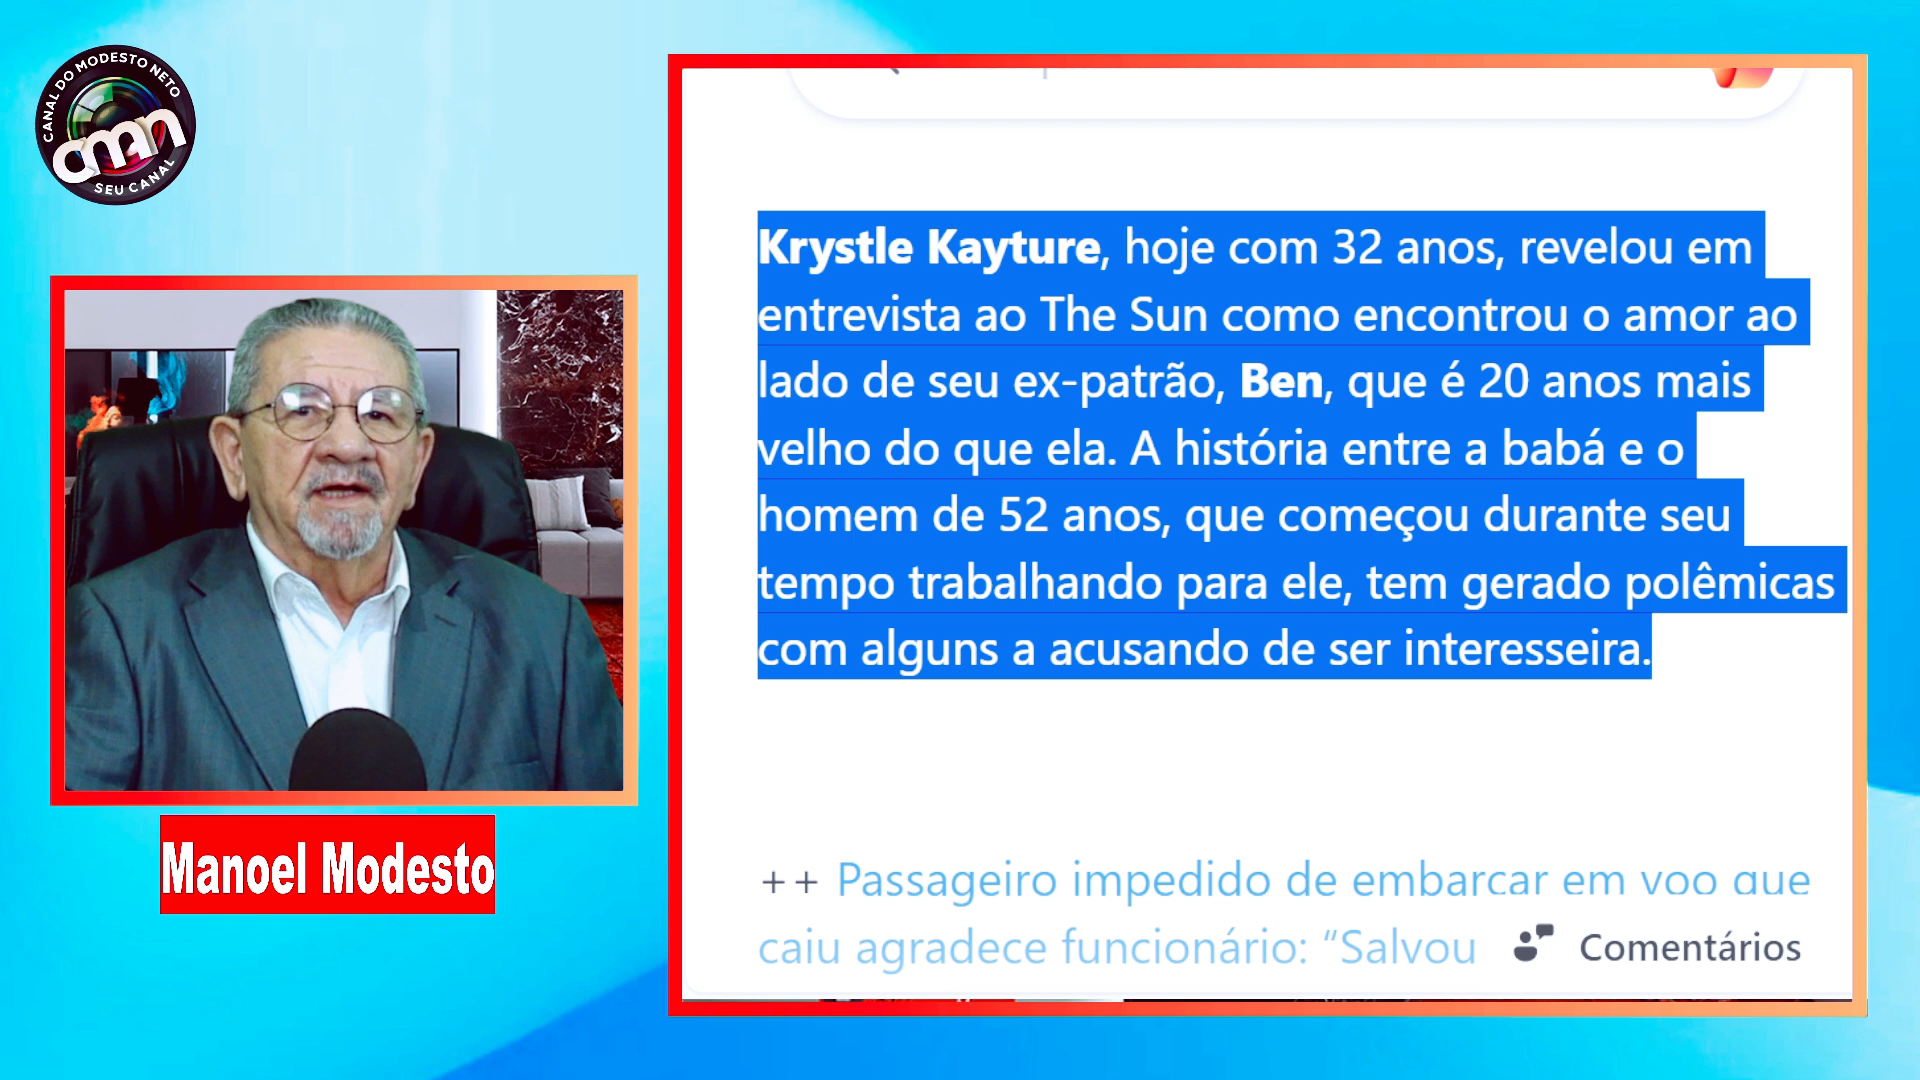 CANAL DO MODESTO NETO
cmn
SEU CANAL
Manoel Modesto
Krystle Kayture, hoje com 32 anos, revelou em
entrevista ao The Sun como encontrou o amor ao
lado de seu ex-patrão, Ben, que é 20 anos mais
velho do que ela. A história entre a babá e o
homem de 52 anos, que começou durante seu
tempo trabalhando para ele, tem gerado polêmicas
com alguns a acusando de ser interesseira.
++ Passageiro impedido de embarcar em voo que
caiu agradece funcionário: “Salvou
Comentários